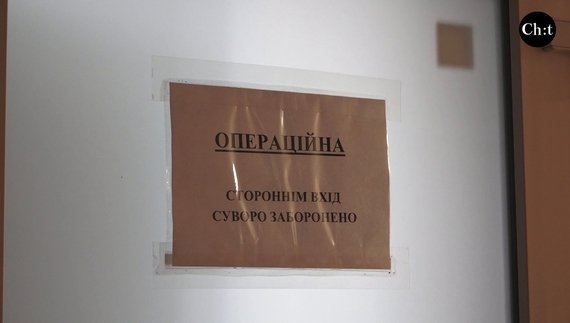 Ch:t
ОПЕРАЦІЙНА
СТОРОННІМ ВХІД
СУВОРО ЗАБОРОНЕНО